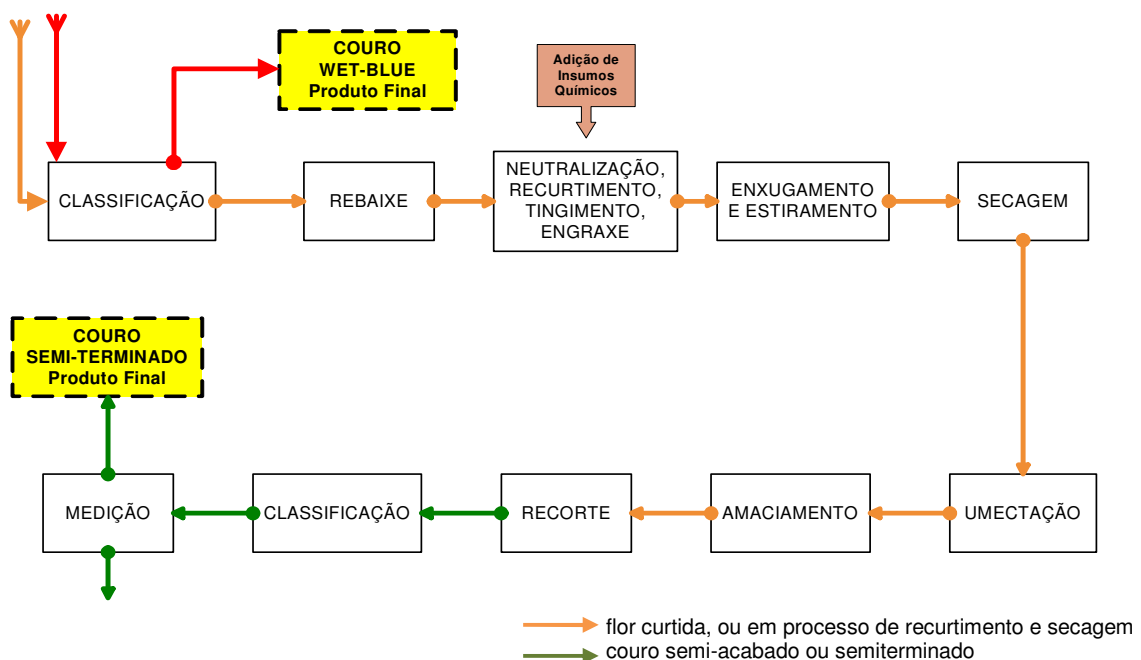 COURO
WET-BLUE
Produto Final
Adição de
Insumos
Químicos
CLASSIFICAÇÃO
REBAIXE
NEUTRALIZAÇÃO,
RECURTIMENTO,
TINGIMENTO,
ENGRAXE
ENXUGAMENTO
E ESTIRAMENTO
SECAGEM
COURO
SEMI-TERMINADO
Produto Final
MEDIÇÃO
CLASSIFICAÇÃO
RECORTE
AMACIAMENTO
UMECTAÇÃO
flor curtida, ou em processo de recurtimento e secagem
couro semi-acabado ou semiterminado